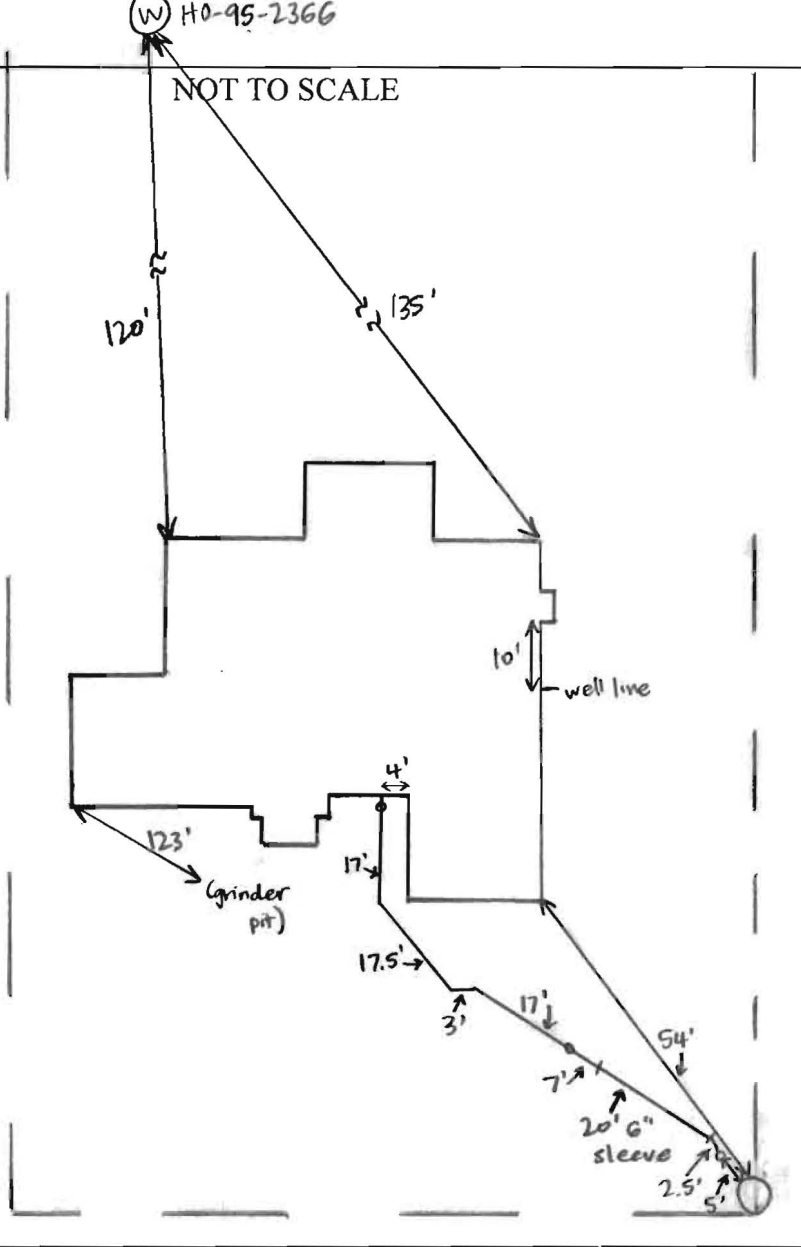 W HO-95-2366
NOT TO SCALE
120'
135'
10'
well line
4'
123'
(grinder
pit)
17'
17.5'
3'
17'
7'
54'
20' 6"
sleeve
2.5'
5'